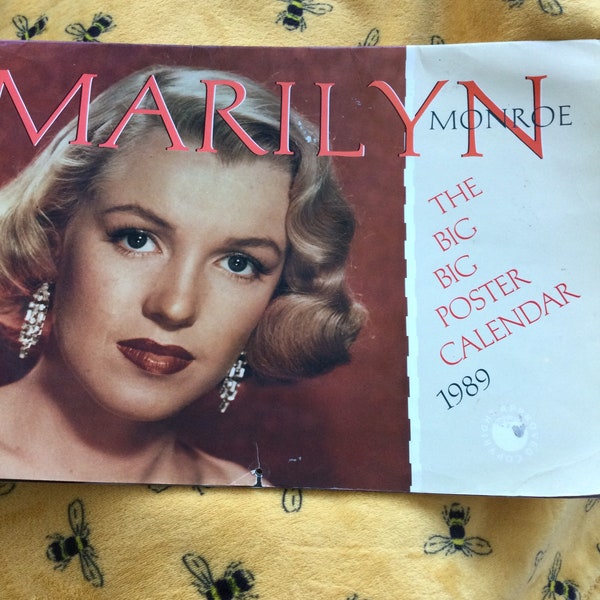 MARILYN
MONROE
THE
BIG
BIG
POSTER
CALENDAR
1989